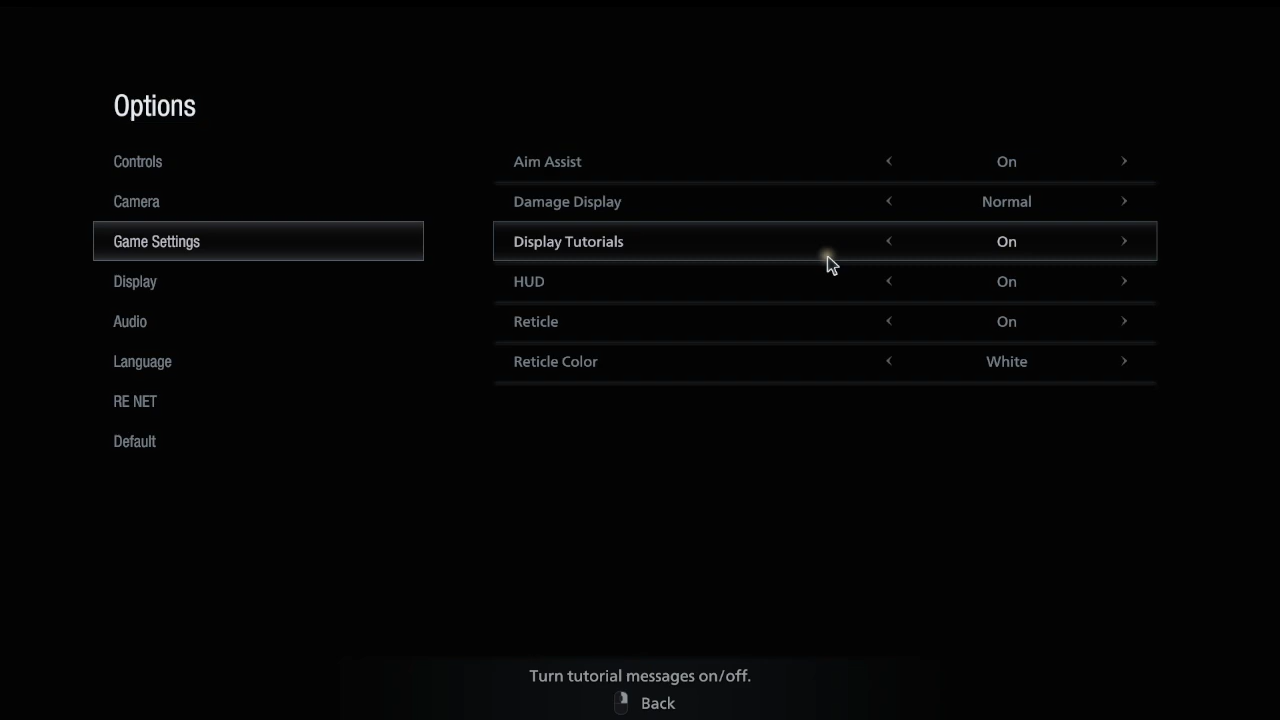 Options
Controls
Camera
Game Settings
Display
Audio
Language
RE NET
Default
Aim Assist < On >
Damage Display < Normal >
Display Tutorials < On >
HUD < On >
Reticle < On >
Reticle Color < White >
Turn tutorial messages on/off.
Back